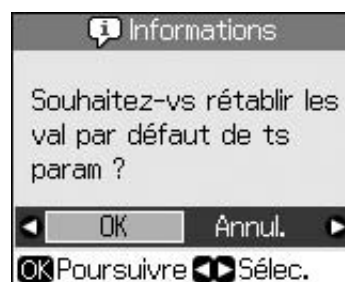 Informations
Souhaitez-vs rétablir les
val par défaut de ts
param ?
OK Annul.
OK Poursuivre Sélec.